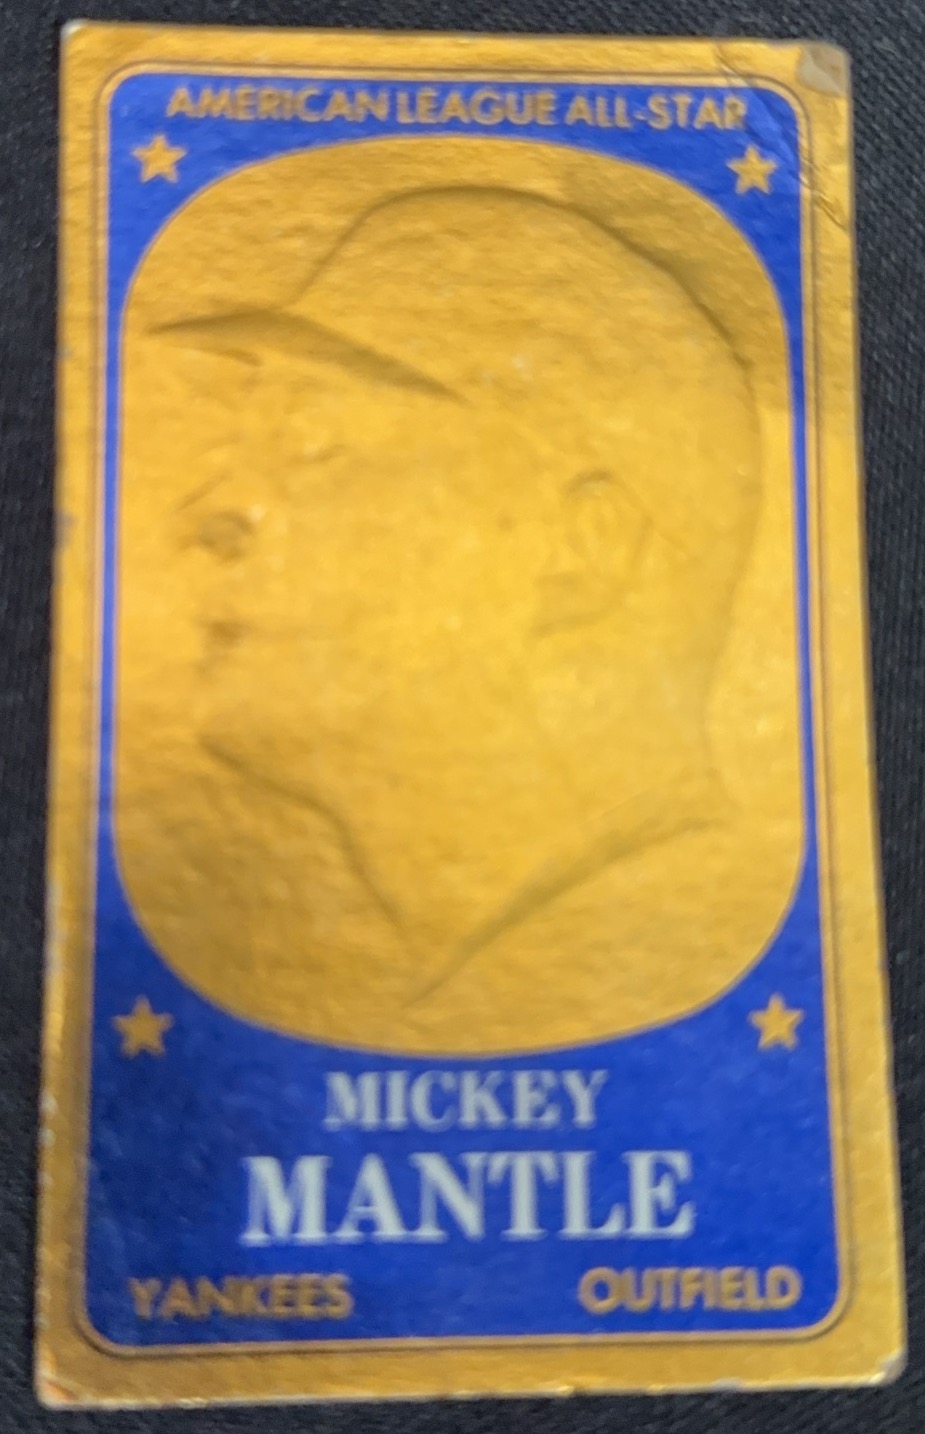 AMERICAN LEAGUE ALL-STAR
MICKEY
MANTLE
YANKEES OUTFIELD